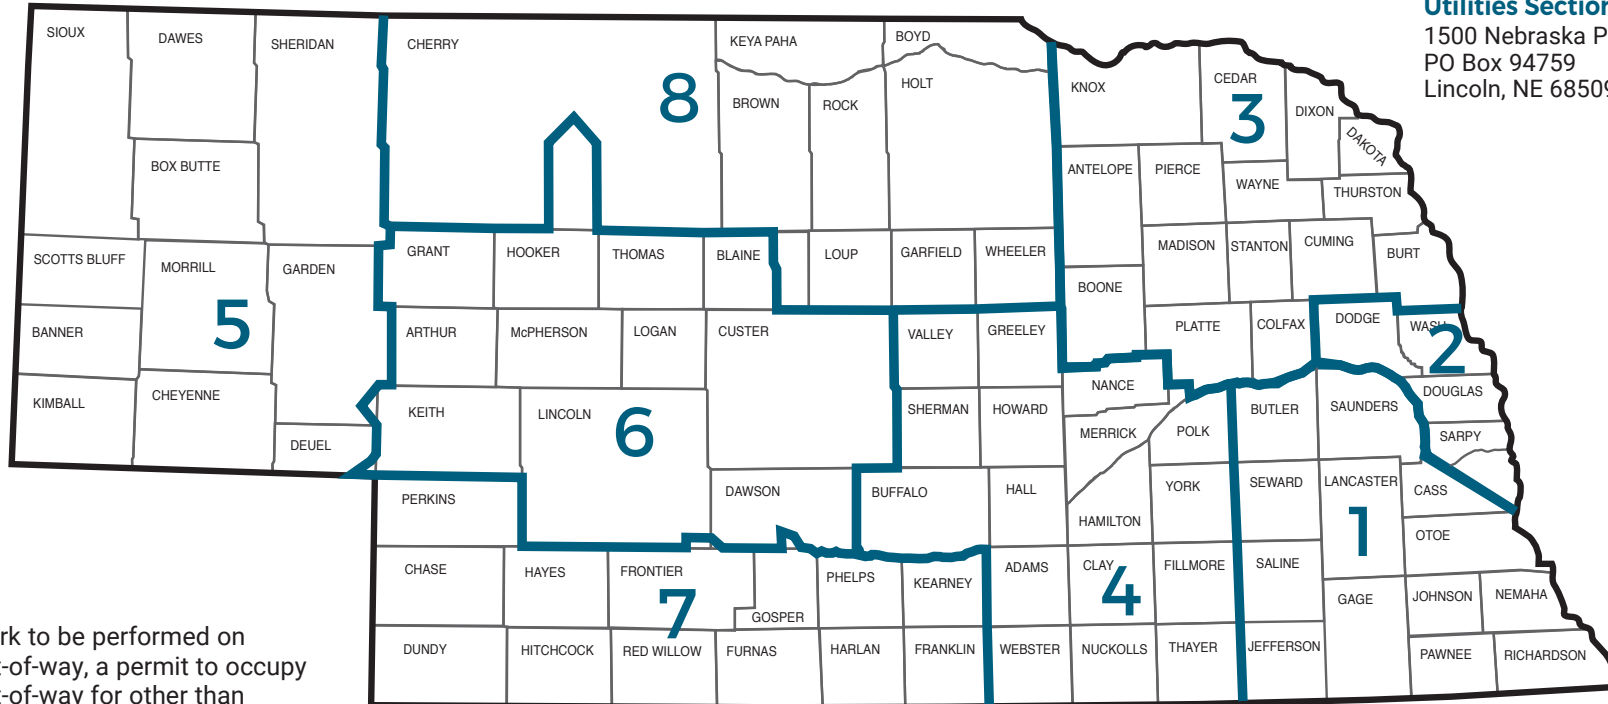 Utilities Section
1500 Nebraska P
PO Box 94759
Lincoln, NE 68509
SIOUX
DAWES
SHERIDAN
CHERRY
KEYA PAHA
BOYD
BOX BUTTE
8
BROWN
ROCK
HOLT
KNOX
CEDAR
3
DIXON
DAKOTA
ANTELOPE
PIERCE
WAYNE
THURSTON
SCOTTS BLUFF
MORRILL
GARDEN
GRANT
HOOKER
THOMAS
BLAINE
LOUP
GARFIELD
WHEELER
MADISON
STANTON
CUMING
BURT
BOONE
BANNER
5
ARTHUR
McPHERSON
LOGAN
CUSTER
VALLEY
GREELEY
PLATTE
COLFAX
DODGE
WASH
2
KIMBALL
CHEYENNE
DEUEL
KEITH
LINCOLN
6
SHERMAN
HOWARD
NANCE
MERRICK
POLK
BUTLER
SAUNDERS
DOUGLAS
SARPY
PERKINS
DAWSON
BUFFALO
HALL
HAMILTON
YORK
SEWARD
LANCASTER
CASS
1
OTOE
CHASE
HAYES
FRONTIER
7
GOSPER
PHELPS
KEARNEY
ADAMS
CLAY
4
FILLMORE
SALINE
GAGE
JOHNSON
NEMAHA
DUNDY
HITCHCOCK
RED WILLOW
FURNAS
HARLAN
FRANKLIN
WEBSTER
NUCKOLLS
THAYER
JEFFERSON
PAWNEE
RICHARDSON
rk to be performed on
t-of-way, a permit to occupy
t-of-way for other than